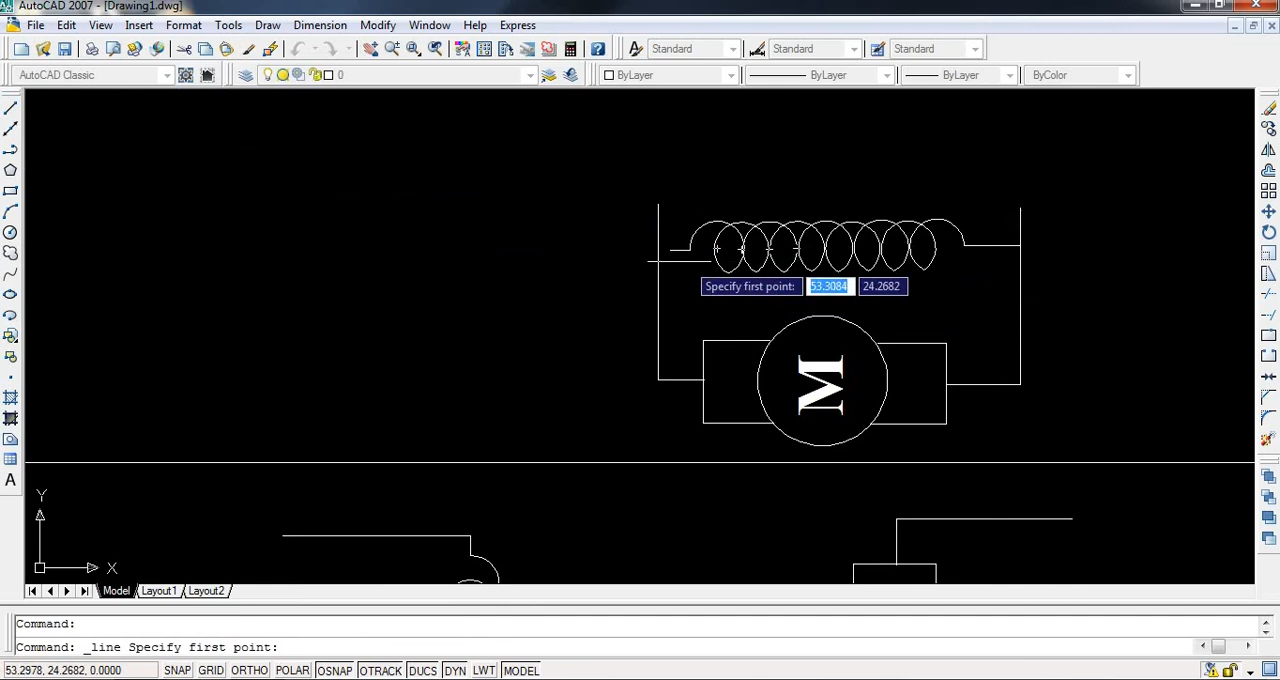 AutoCAD 2007 - [Drawing1.dwg]
File Edit View Insert Format Tools Draw Dimension Modify Window Help Express
Standard Standard Standard
AutoCAD Classic 0 ByLayer ByLayer ByLayer ByColor
Specify first point: 53.3084 24.2682
M
Y
X
A
Model Layout1 Layout2
Command:
Command: _line Specify first point:
53.2978, 24.2682, 0.0000 SNAP GRID ORTHO POLAR OSNAP OTRACK DUCS DYN LWT MODEL